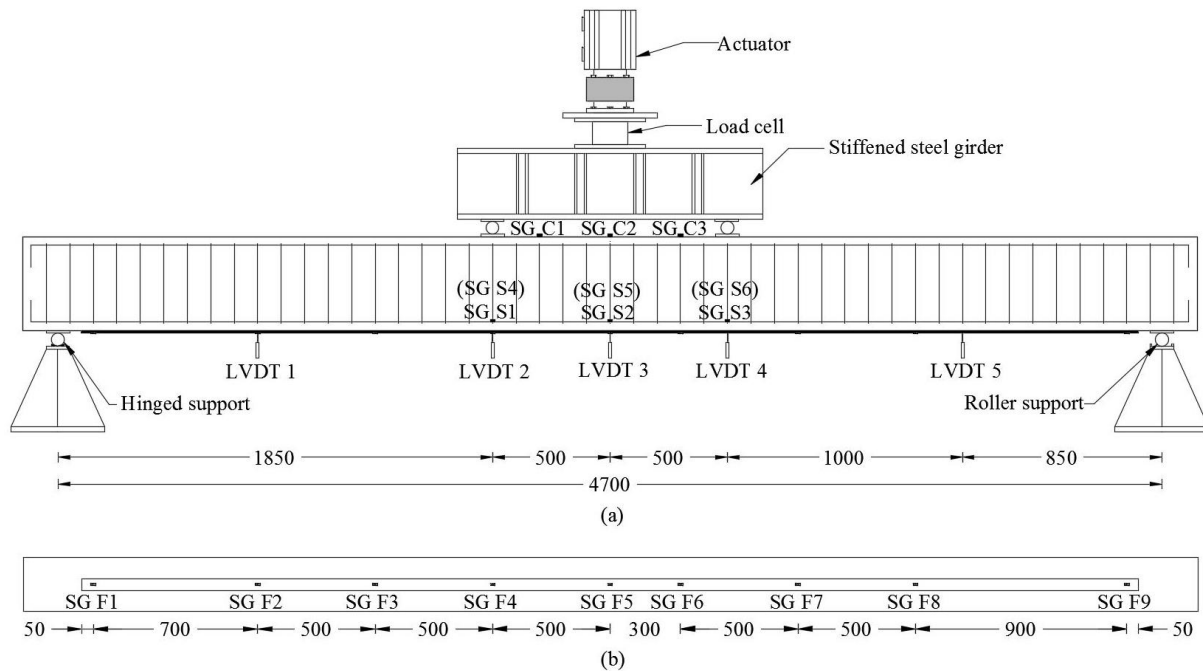 Actuator
Load cell
Stiffened steel girder
SG C1 SG C2 SG C3
(SG S4) (SG S5) (SG S6)
SG S1 SG S2 SG S3
LVDT 1 LVDT 2 LVDT 3 LVDT 4 LVDT 5
Hinged support Roller support
1850 500 500 1000 850
4700
(a)
SG F1 SG F2 SG F3 SG F4 SG F5 SG F6 SG F7 SG F8 SG F9
50 700 500 500 500 300 500 500 900 50
(b)